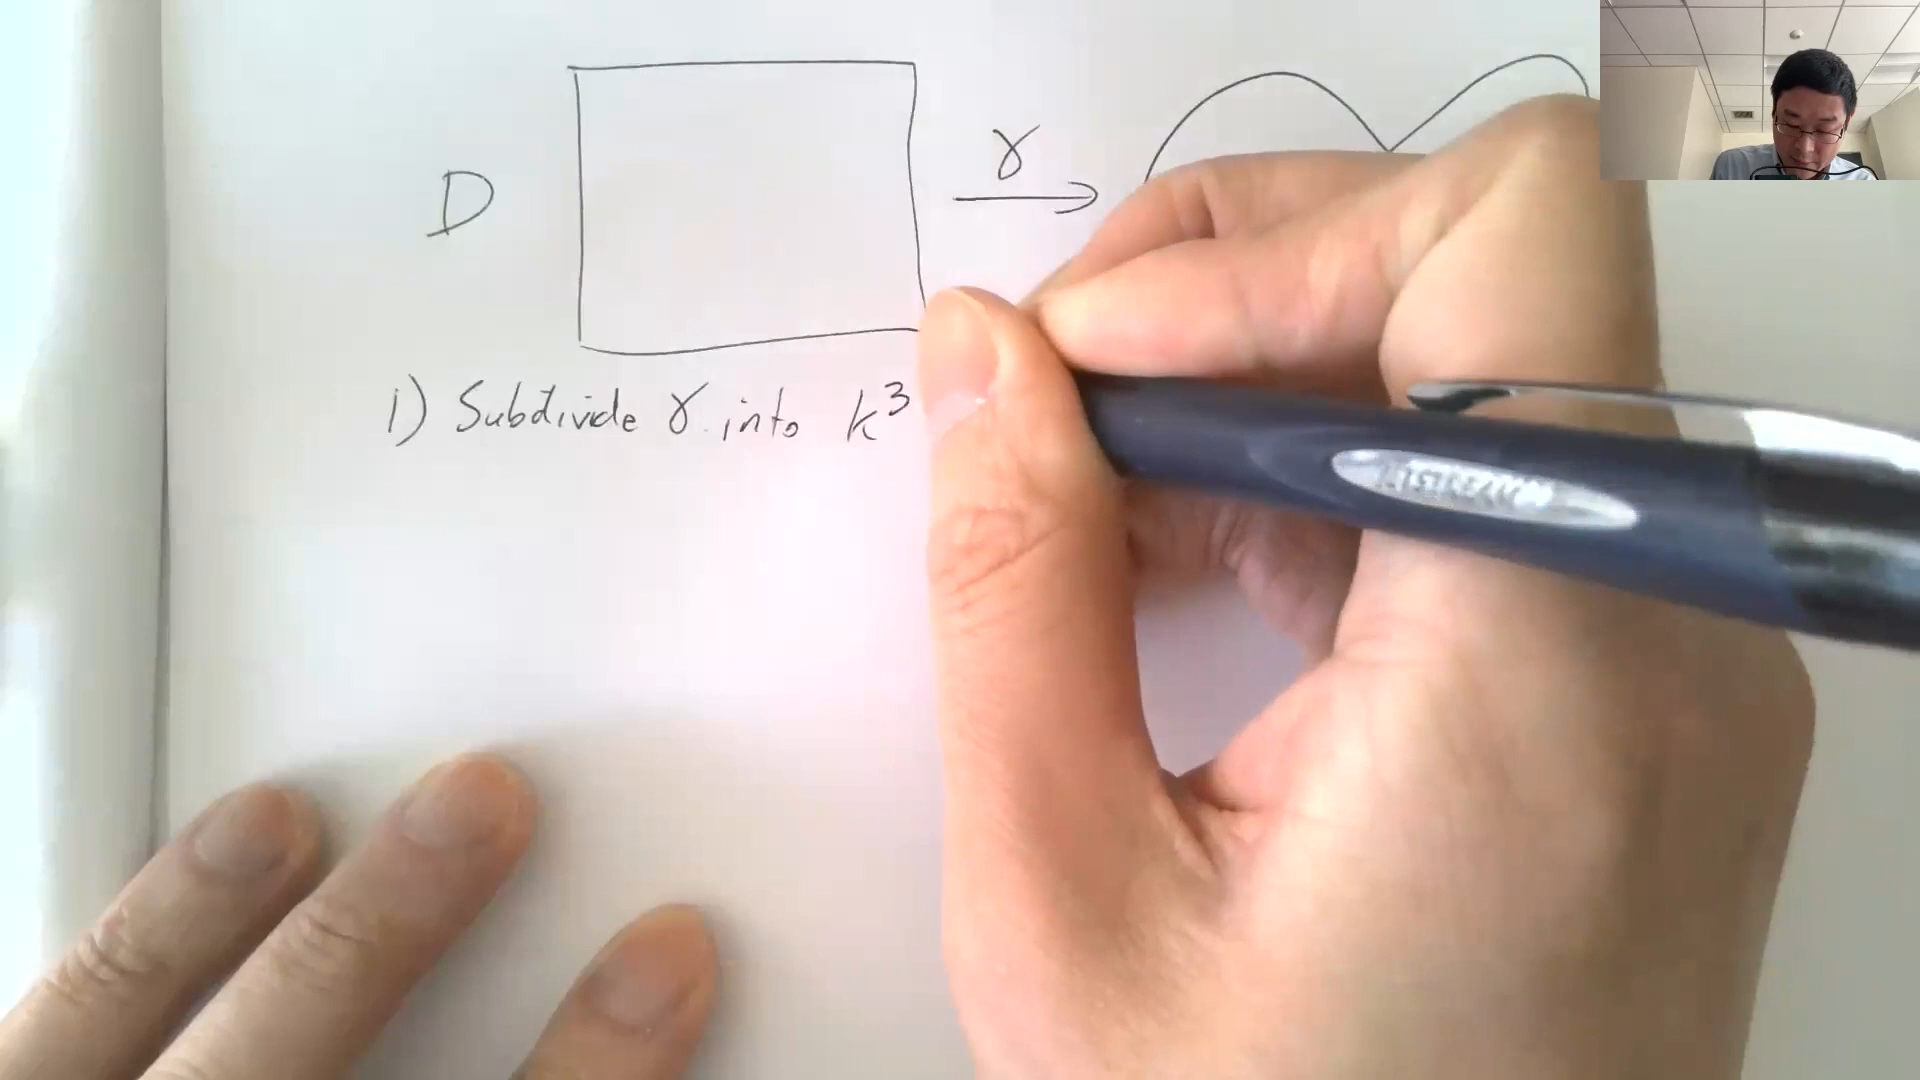 D γ
1) Subdivide γ into k³